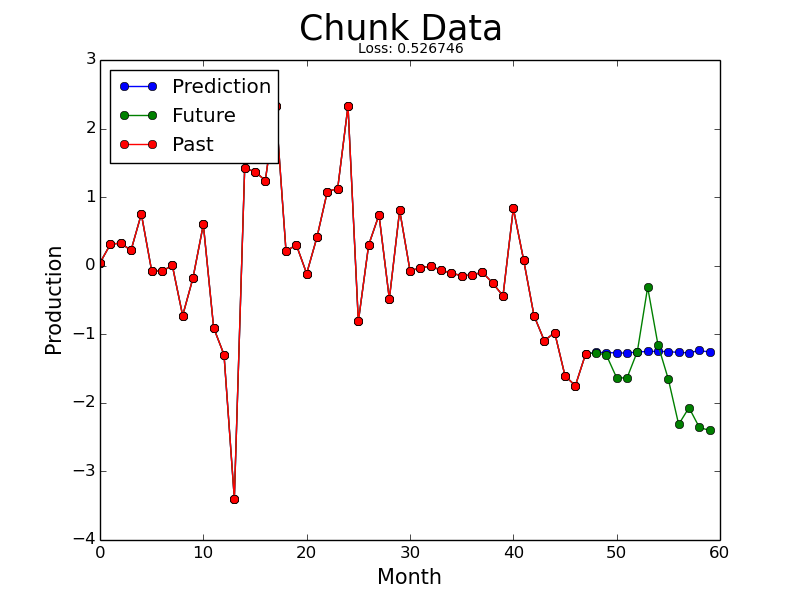 Chunk Data
Loss: 0.526746
Prediction
Future
Past
3
2
1
0
−1
−2
−3
−4
Production
0 10 20 30 40 50 60
Month